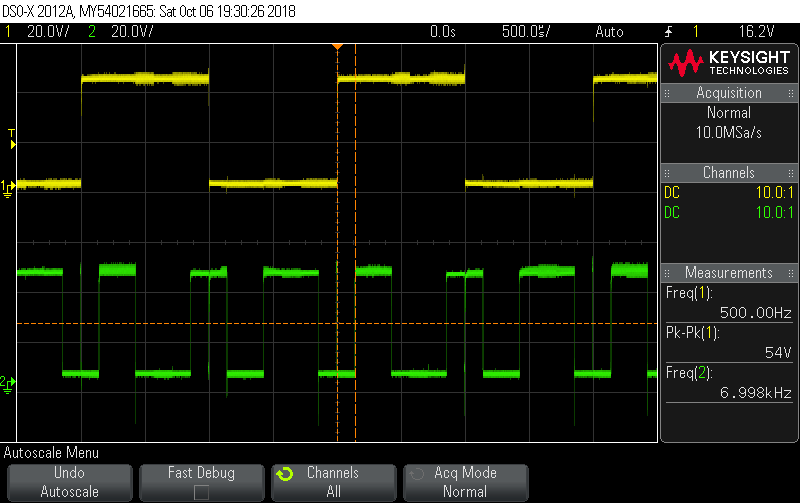 DSO-X 2012A, MY54021665: Sat Oct 06 19:30:26 2018
1 20.0V/ 2 20.0V/ 0.0s 500.0µs/ Auto 1 16.2V
KEYSIGHT
TECHNOLOGIES
Acquisition
Normal
10.0MSa/s
Channels
DC 10.0:1
DC 10.0:1
Measurements
Freq(1):
500.00Hz
Pk-Pk(1):
54V
Freq(2):
6.998kHz
T
1
2
Autoscale Menu
Undo
Autoscale
Fast Debug
Channels
All
Acq Mode
Normal